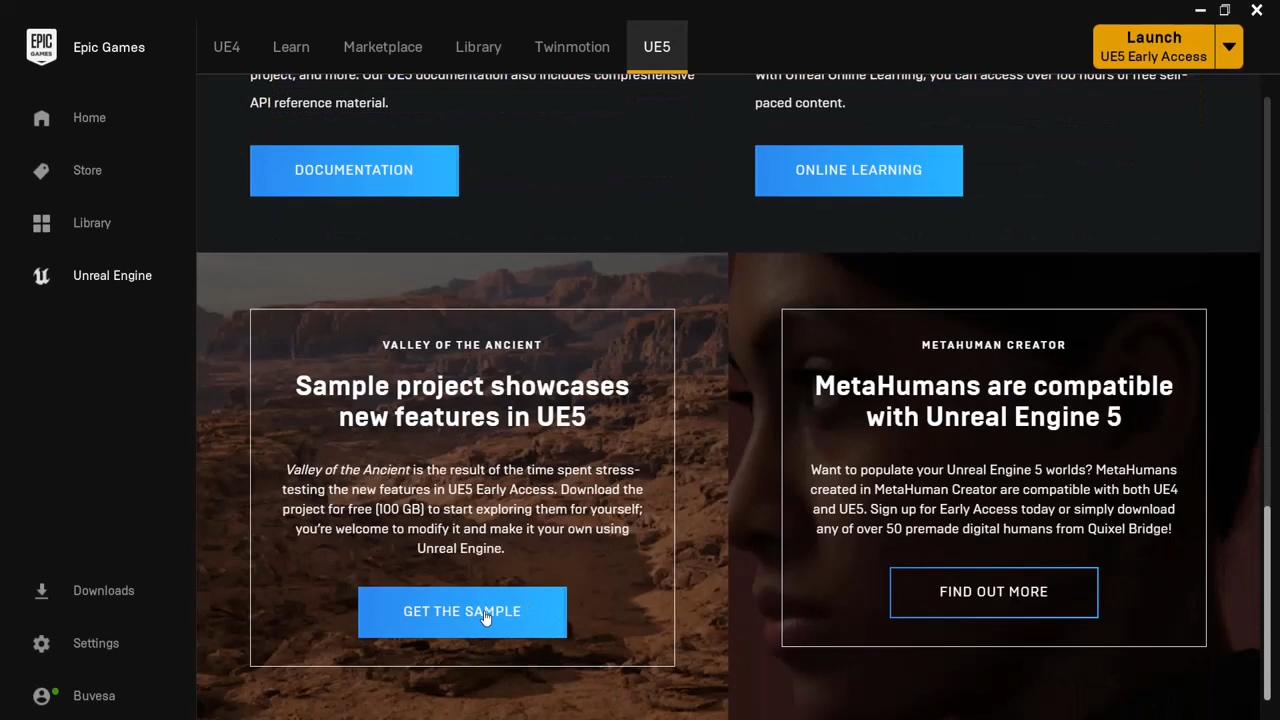 EPIC
GAMES
Epic Games
UE4
Learn
Marketplace
Library
Twinmotion
UE5
Launch
UE5 Early Access
Home
Store
Library
Unreal Engine
Downloads
Settings
Buvesa
project, and more. Our UE5 documentation also includes comprehensive
API reference material.
DOCUMENTATION
With Unreal Online Learning, you can access over 100 hours of free self-
paced content.
ONLINE LEARNING
VALLEY OF THE ANCIENT
Sample project showcases
new features in UE5
Valley of the Ancient is the result of the time spent stress-
testing the new features in UE5 Early Access. Download the
project for free (100 GB) to start exploring them for yourself;
you're welcome to modify it and make it your own using
Unreal Engine.
GET THE SAMPLE
METAHUMAN CREATOR
MetaHumans are compatible
with Unreal Engine 5
Want to populate your Unreal Engine 5 worlds? MetaHumans
created in MetaHuman Creator are compatible with both UE4
and UE5. Sign up for Early Access today or simply download
any of over 50 premade digital humans from Quixel Bridge!
FIND OUT MORE